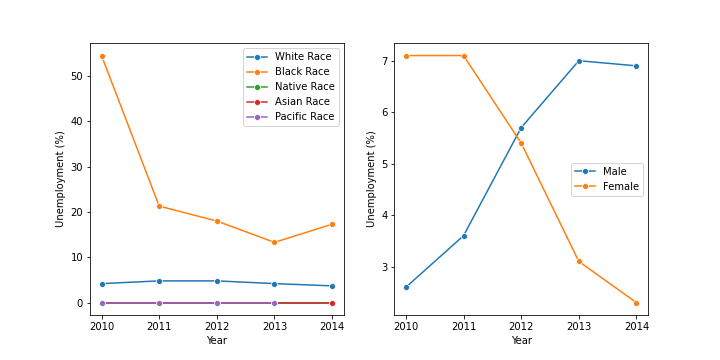 Unemployment (%)
50
40
30
20
10
0
2010 2011 2012 2013 2014
Year
White Race
Black Race
Native Race
Asian Race
Pacific Race
Unemployment (%)
7
6
5
4
3
2010 2011 2012 2013 2014
Year
Male
Female